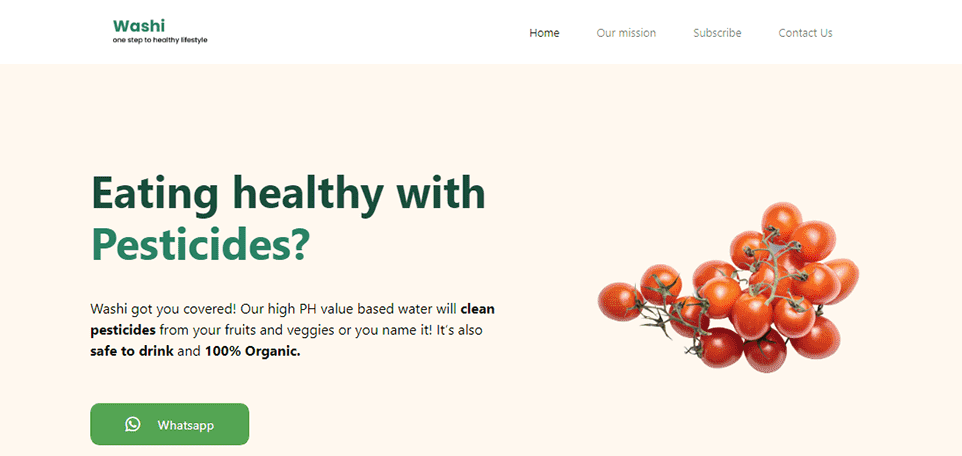 Washi
one step to healthy lifestyle
Home Our mission Subscribe Contact Us
Eating healthy with
Pesticides?
Washi got you covered! Our high PH value based water will clean
pesticides from your fruits and veggies or you name it! It's also
safe to drink and 100% Organic.
Whatsapp